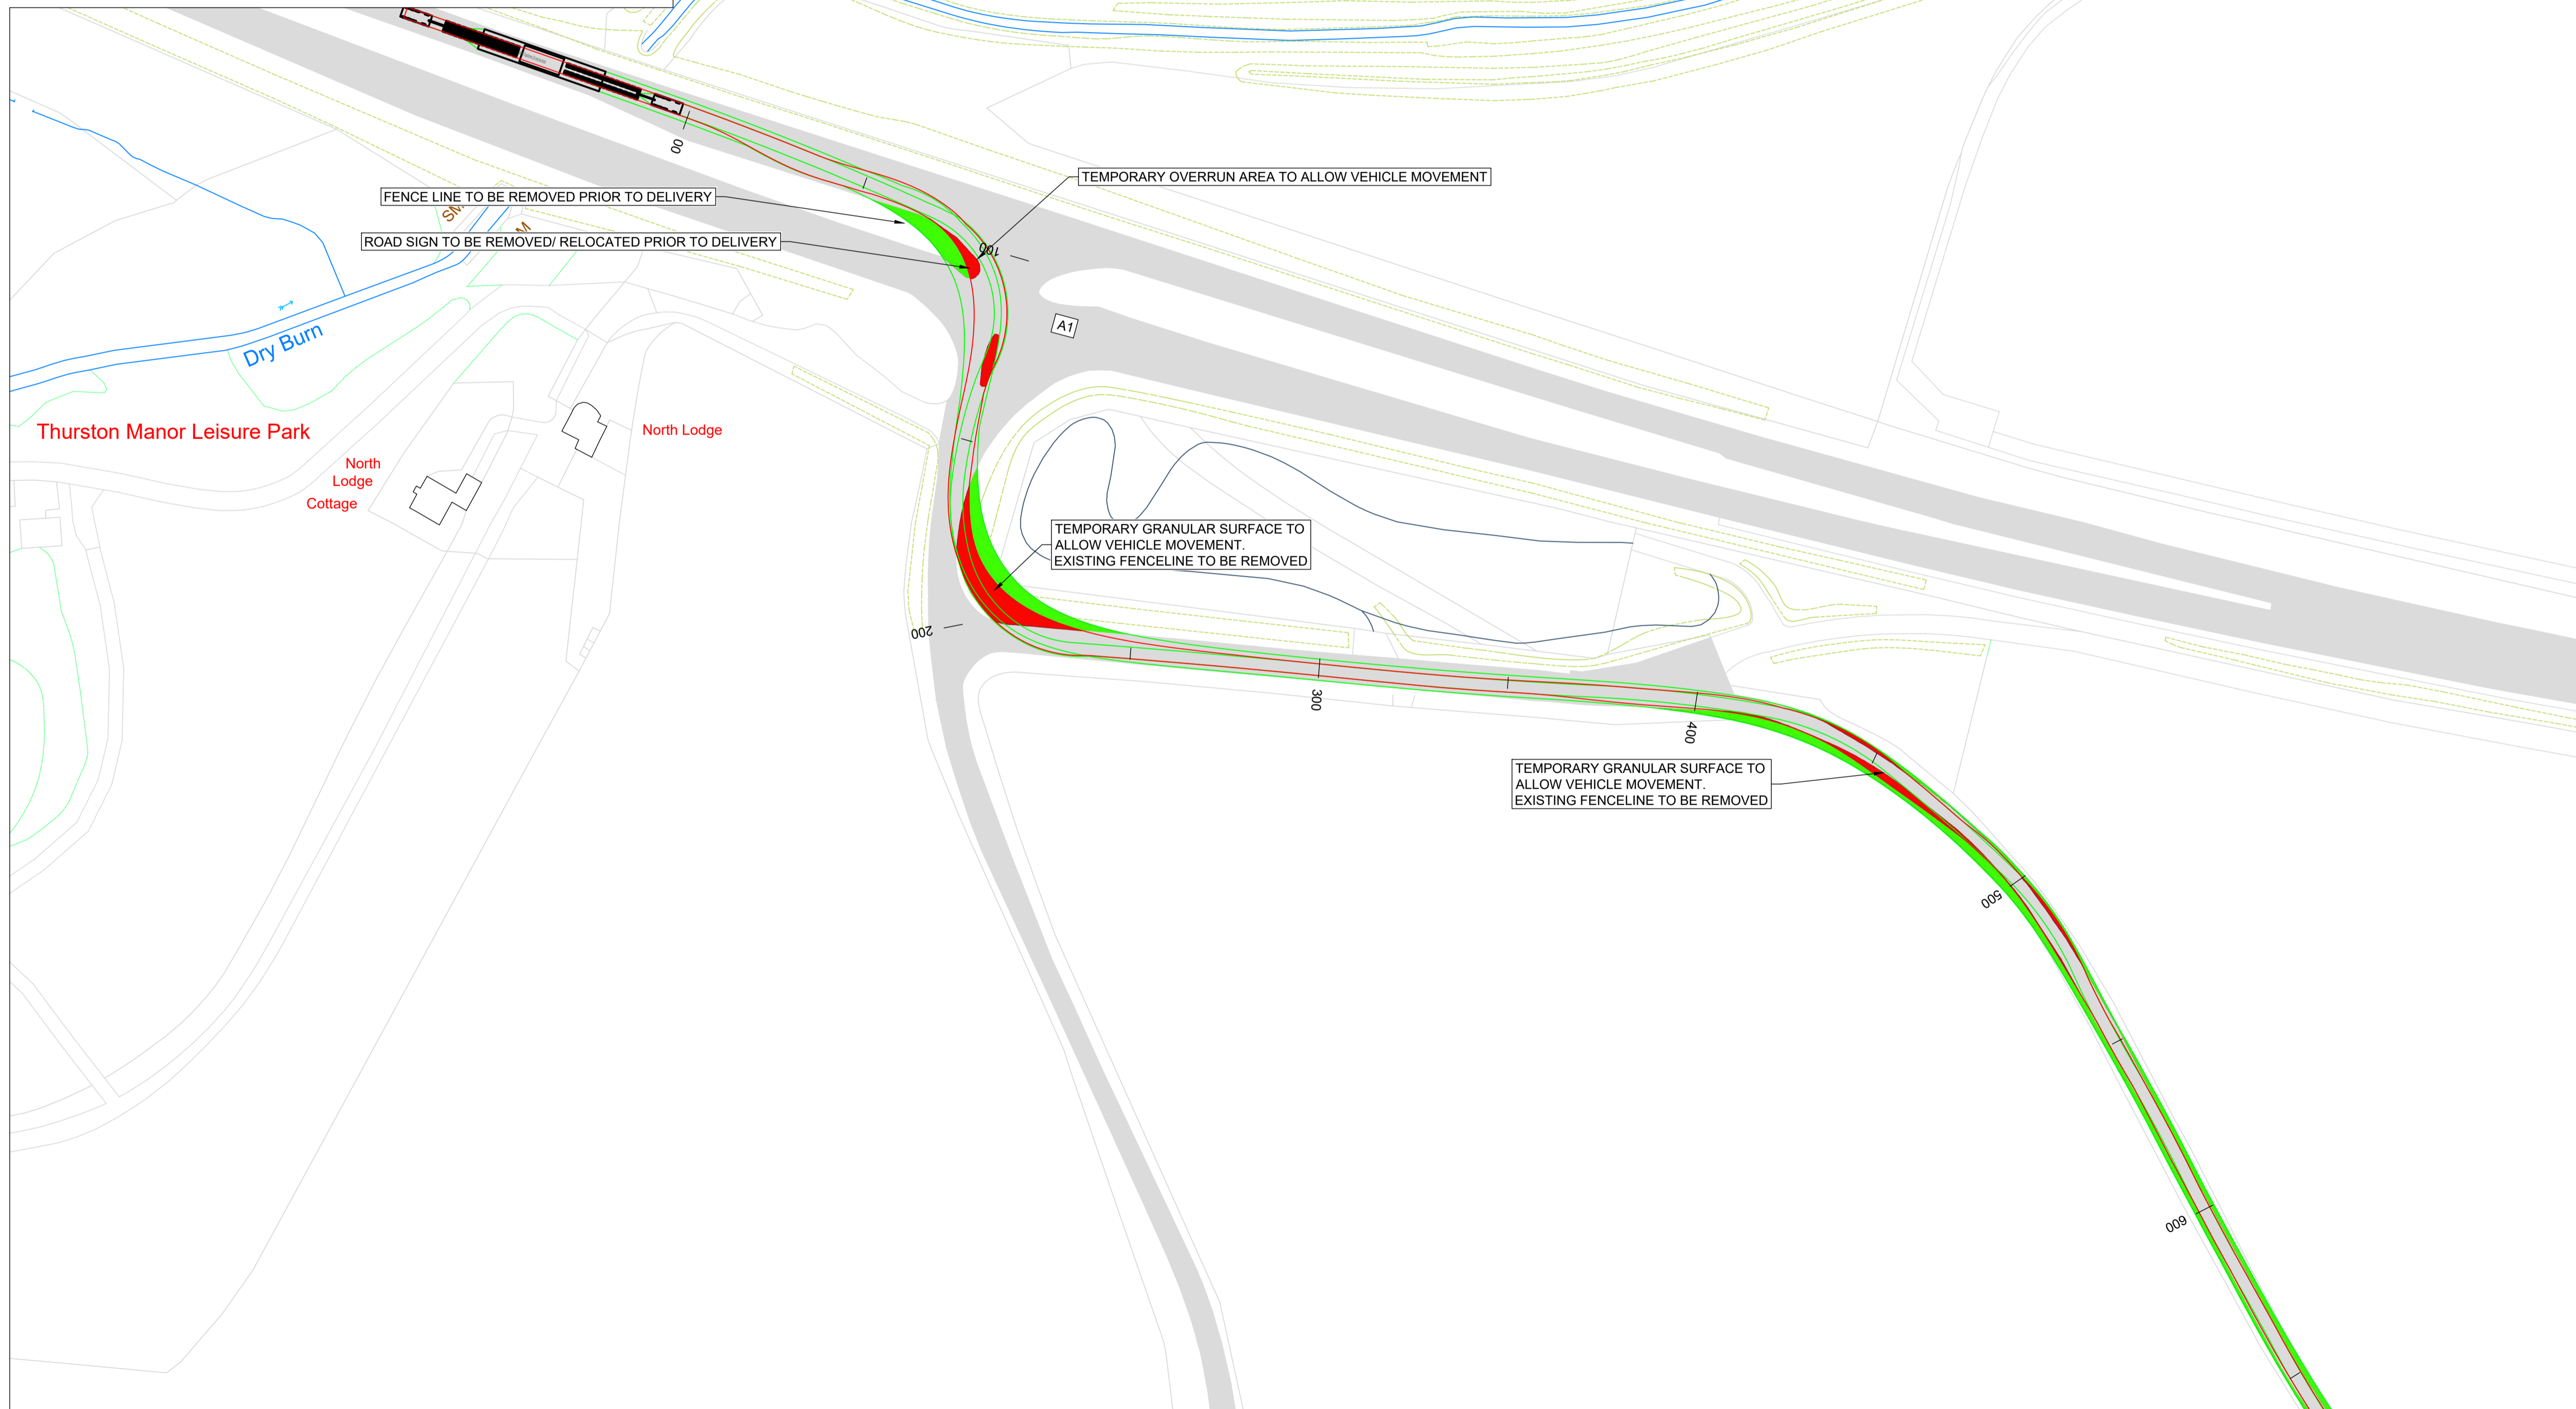 00
TEMPORARY OVERRUN AREA TO ALLOW VEHICLE MOVEMENT
FENCE LINE TO BE REMOVED PRIOR TO DELIVERY
SM
M
ROAD SIGN TO BE REMOVED/ RELOCATED PRIOR TO DELIVERY
100
A1
Dry Burn
Thurston Manor Leisure Park
North Lodge
North
Lodge
Cottage
TEMPORARY GRANULAR SURFACE TO
ALLOW VEHICLE MOVEMENT.
EXISTING FENCELINE TO BE REMOVED
200
300
400
TEMPORARY GRANULAR SURFACE TO
ALLOW VEHICLE MOVEMENT.
EXISTING FENCELINE TO BE REMOVED
500
600